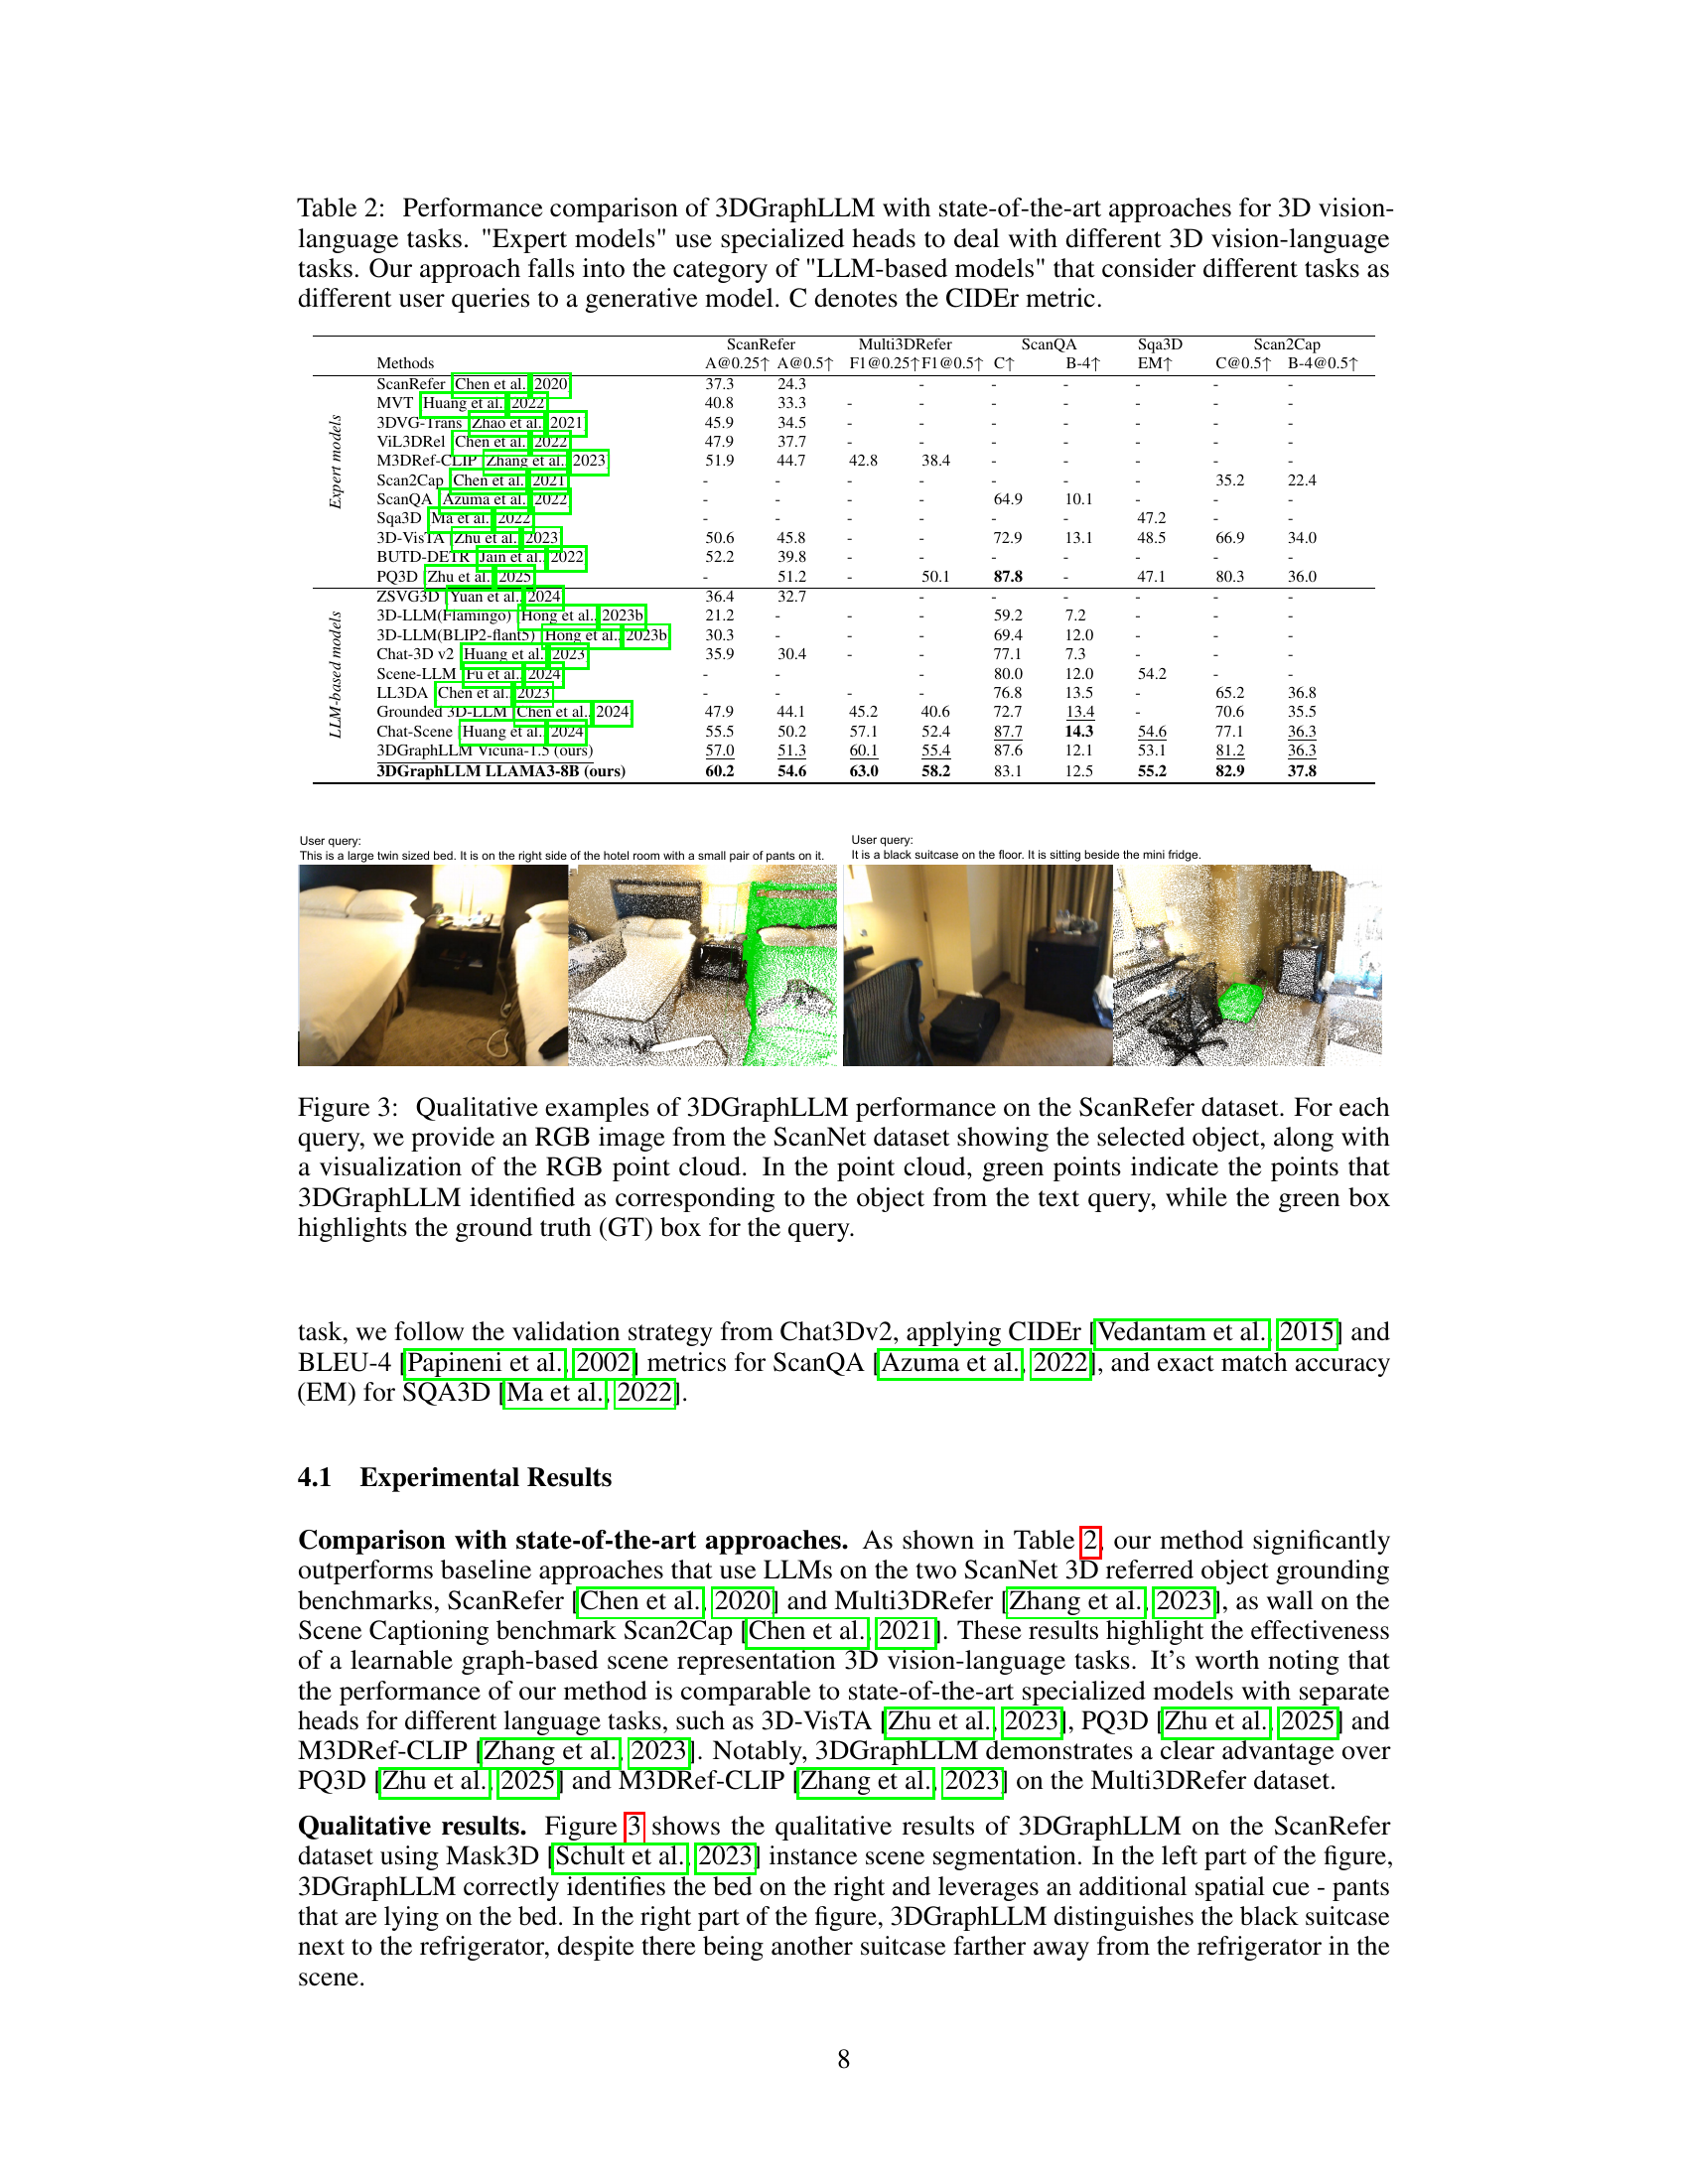 Table 2: Performance comparison of 3DGraphLLM with state-of-the-art approaches for 3D vision-
language tasks. "Expert models" use specialized heads to deal with different 3D vision-language
tasks. Our approach falls into the category of "LLM-based models" that consider different tasks as
different user queries to a generative model. C denotes the CIDEr metric.
ScanRefer Multi3DRefer ScanQA Sqa3D Scan2Cap
Methods A@0.25↑ A@0.5↑ F1@0.25↑ F1@0.5↑ C↑ B-4↑ EM↑ C@0.5↑ B-4@0.5↑
Expert models
ScanRefer [Chen et al., 2020] 37.3 24.3 - - - - - -
MVT [Huang et al., 2022] 40.8 33.3 - - - - - - -
3DVG-Trans [Zhao et al., 2021] 45.9 34.5 - - - - - - -
ViL3DRel [Chen et al., 2022] 47.9 37.7 - - - - - - -
M3DRef-CLIP [Zhang et al., 2023] 51.9 44.7 42.8 38.4 - - - - -
Scan2Cap [Chen et al., 2021] - - - - - - - 35.2 22.4
ScanQA [Azuma et al., 2022] - - - - 64.9 10.1 - - -
Sqa3D [Ma et al., 2022] - - - - - - 47.2 - -
3D-VisTA [Zhu et al., 2023] 50.6 45.8 - - 72.9 13.1 48.5 66.9 34.0
BUTD-DETR [Jain et al., 2022] 52.2 39.8 - - - - - - -
PQ3D [Zhu et al., 2025] - 51.2 - 50.1 87.8 - 47.1 80.3 36.0
LLM-based models
ZSVG3D [Yuan et al., 2024] 36.4 32.7 - - - - - -
3D-LLM(Flamingo) [Hong et al., 2023b] 21.2 - - - 59.2 7.2 - - -
3D-LLM(BLIP2-flant5) [Hong et al., 2023b] 30.3 - - - 69.4 12.0 - - -
Chat-3D v2 [Huang et al., 2023] 35.9 30.4 - - 77.1 7.3 - - -
Scene-LLM [Fu et al., 2024] - - - 80.0 12.0 54.2 - -
LL3DA [Chen et al., 2023] - - - - 76.8 13.5 - 65.2 36.8
Grounded 3D-LLM [Chen et al., 2024] 47.9 44.1 45.2 40.6 72.7 13.4 - 70.6 35.5
Chat-Scene [Huang et al., 2024] 55.5 50.2 57.1 52.4 87.7 14.3 54.6 77.1 36.3
3DGraphLLM Vicuna-1.5 (ours) 57.0 51.3 60.1 55.4 87.6 12.1 53.1 81.2 36.3
3DGraphLLM LLAMA3-8B (ours) 60.2 54.6 63.0 58.2 83.1 12.5 55.2 82.9 37.8
User query:
This is a large twin sized bed. It is on the right side of the hotel room with a small pair of pants on it.
User query:
It is a black suitcase on the floor. It is sitting beside the mini fridge.
Figure 3: Qualitative examples of 3DGraphLLM performance on the ScanRefer dataset. For each
query, we provide an RGB image from the ScanNet dataset showing the selected object, along with
a visualization of the RGB point cloud. In the point cloud, green points indicate the points that
3DGraphLLM identified as corresponding to the object from the text query, while the green box
highlights the ground truth (GT) box for the query.
task, we follow the validation strategy from Chat3Dv2, applying CIDEr [Vedantam et al., 2015] and
BLEU-4 [Papineni et al., 2002] metrics for ScanQA [Azuma et al., 2022], and exact match accuracy
(EM) for SQA3D [Ma et al., 2022].
4.1 Experimental Results
Comparison with state-of-the-art approaches. As shown in Table 2, our method significantly
outperforms baseline approaches that use LLMs on the two ScanNet 3D referred object grounding
benchmarks, ScanRefer [Chen et al., 2020] and Multi3DRefer [Zhang et al., 2023], as wall on the
Scene Captioning benchmark Scan2Cap [Chen et al., 2021]. These results highlight the effectiveness
of a learnable graph-based scene representation 3D vision-language tasks. It's worth noting that
the performance of our method is comparable to state-of-the-art specialized models with separate
heads for different language tasks, such as 3D-VisTA [Zhu et al., 2023], PQ3D [Zhu et al., 2025] and
M3DRef-CLIP [Zhang et al., 2023]. Notably, 3DGraphLLM demonstrates a clear advantage over
PQ3D [Zhu et al., 2025] and M3DRef-CLIP [Zhang et al., 2023] on the Multi3DRefer dataset.
Qualitative results. Figure 3 shows the qualitative results of 3DGraphLLM on the ScanRefer
dataset using Mask3D [Schult et al., 2023] instance scene segmentation. In the left part of the figure,
3DGraphLLM correctly identifies the bed on the right and leverages an additional spatial cue - pants
that are lying on the bed. In the right part of the figure, 3DGraphLLM distinguishes the black suitcase
next to the refrigerator, despite there being another suitcase farther away from the refrigerator in the
scene.
8